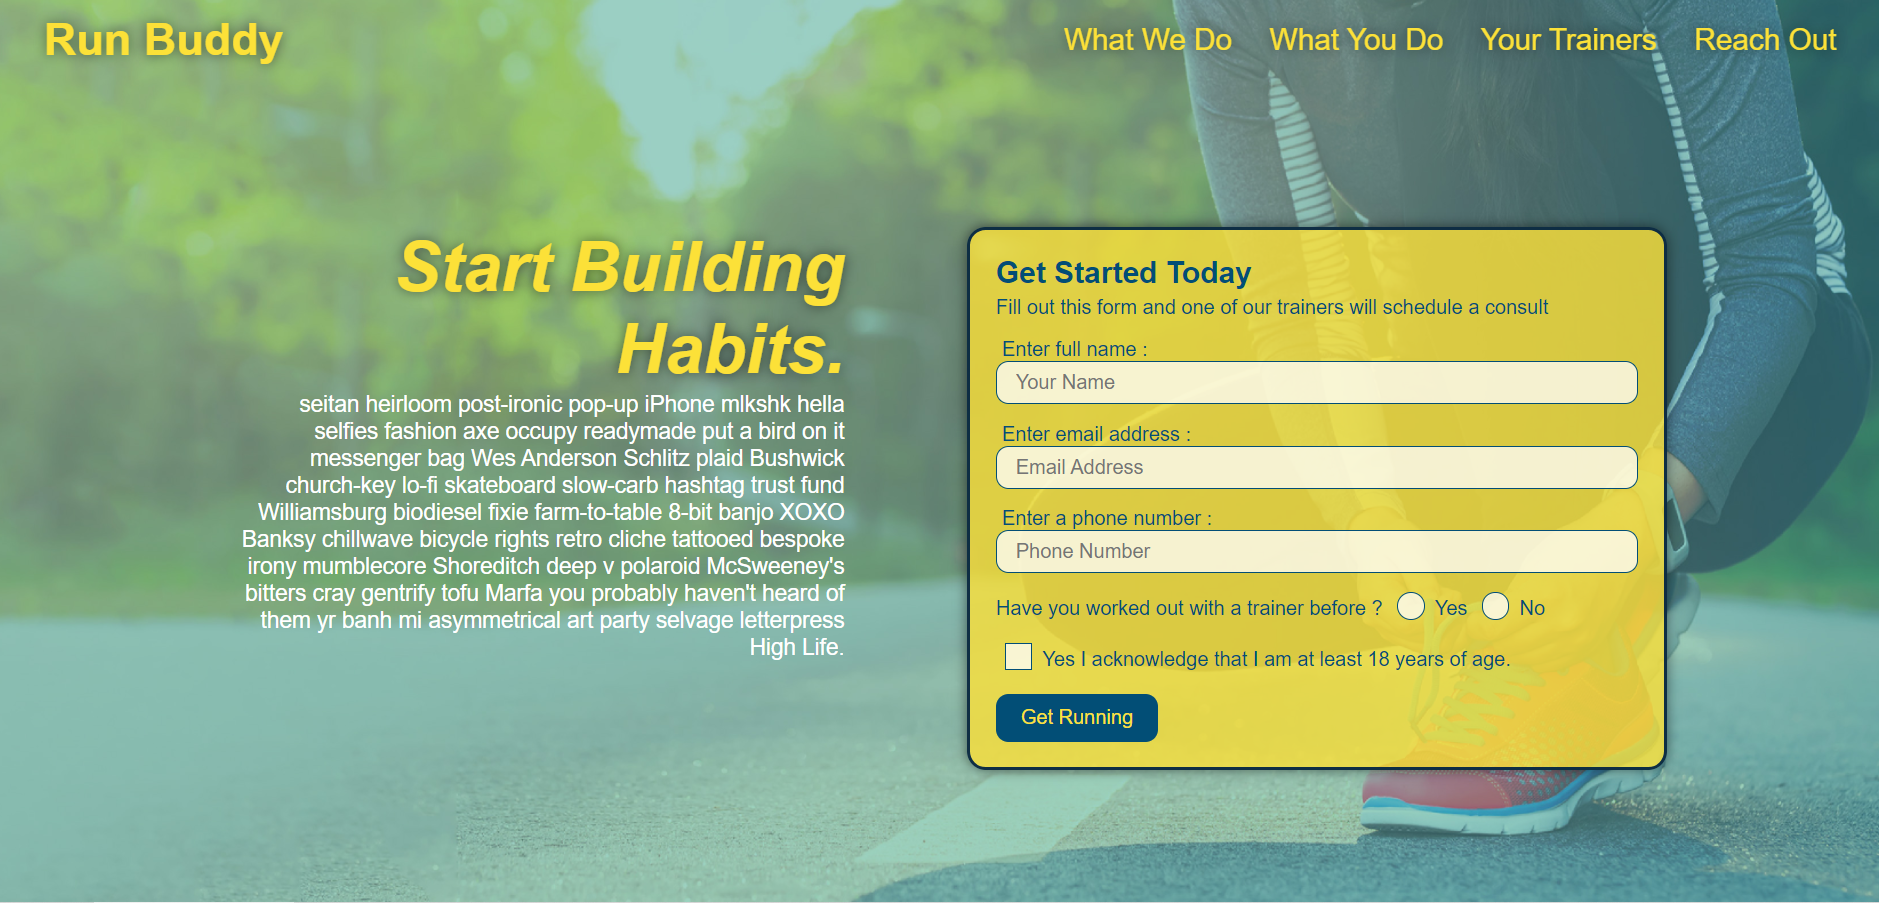 Run Buddy
What We Do
What You Do
Your Trainers
Reach Out
Start Building
Habits.
seitan heirloom post-ironic pop-up iPhone mlkshk hella
selfies fashion axe occupy readymade put a bird on it
messenger bag Wes Anderson Schlitz plaid Bushwick
church-key lo-fi skateboard slow-carb hashtag trust fund
Williamsburg biodiesel fixie farm-to-table 8-bit banjo XOXO
Banksy chillwave bicycle rights retro cliche tattooed bespoke
irony mumblecore Shoreditch deep v polaroid McSweeney's
bitters cray gentrify tofu Marfa you probably haven't heard of
them yr banh mi asymmetrical art party selvage letterpress
High Life.
Get Started Today
Fill out this form and one of our trainers will schedule a consult
Enter full name :
Your Name
Enter email address :
Email Address
Enter a phone number :
Phone Number
Have you worked out with a trainer before ? Yes No
Yes I acknowledge that I am at least 18 years of age.
Get Running